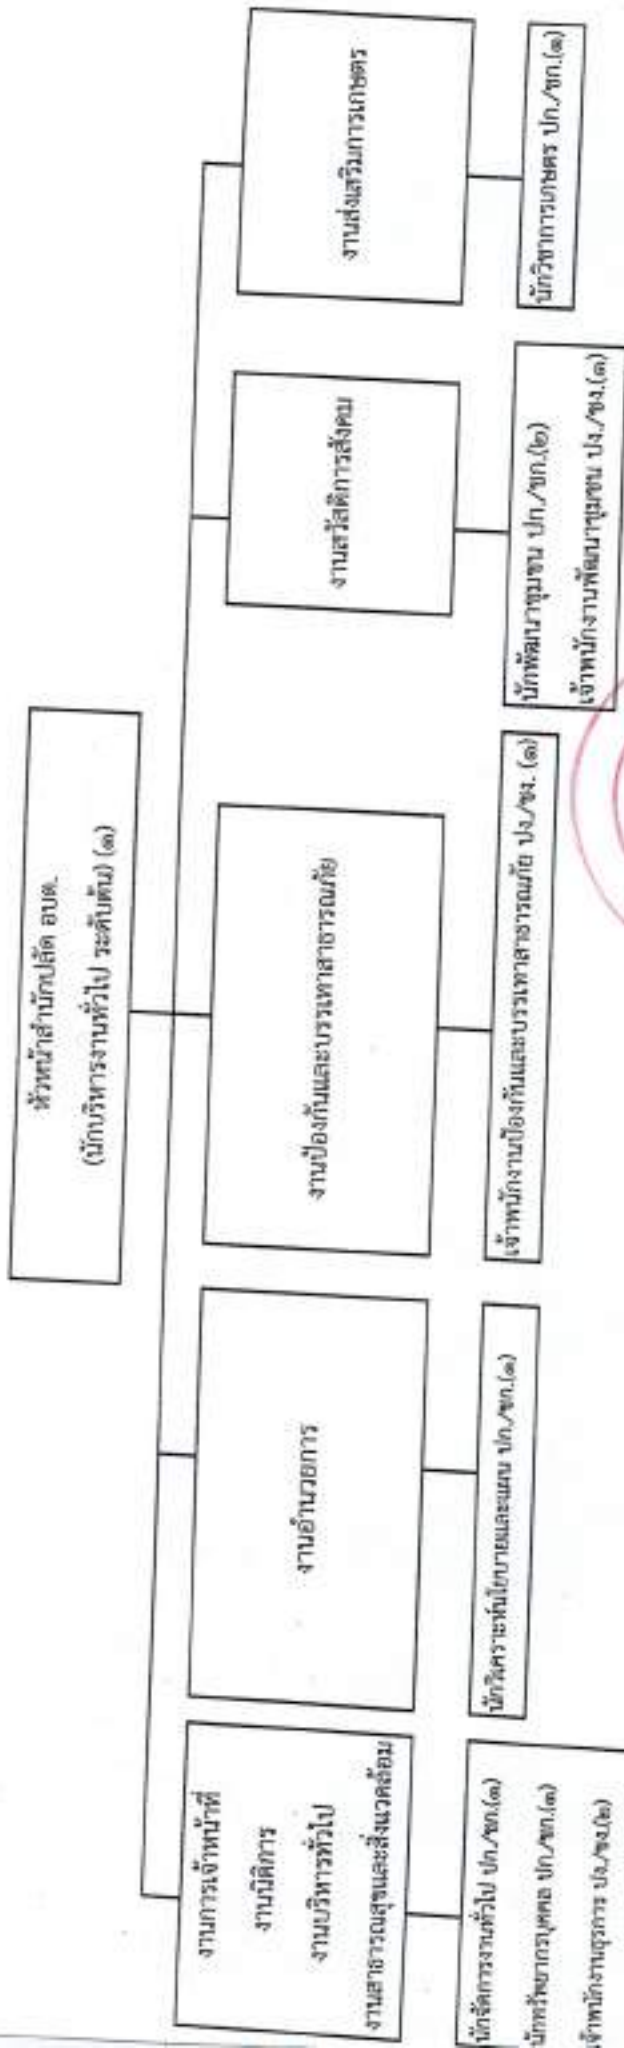 หัวหน้าสำนักปลัด อบต.
(นักบริหารงานทั่วไป ระดับต้น) (๑)
งานการเจ้าหน้าที่
งานนิติการ
งานบริหารทั่วไป
งานสาธารณสุขและสิ่งแวดล้อม
งานอำนวยการ
งานป้องกันและบรรเทาสาธารณภัย
งานสวัสดิการสังคม
งานส่งเสริมการเกษตร
นักจัดการงานทั่วไป ปก./ชก.(๑)
นักทรัพยากรบุคคล ปก./ชก.(๑)
เจ้าพนักงานธุรการ ปง./ชง.(๒)
นักวิเคราะห์นโยบายและแผน ปก./ชก.(๑)
เจ้าพนักงานป้องกันและบรรเทาสาธารณภัย ปง./ชง. (๑)
นักพัฒนาชุมชน ปก./ชก.(๒)
เจ้าพนักงานพัฒนาชุมชน ปง./ชง.(๑)
นักวิชาการเกษตร ปก./ชก.(๑)